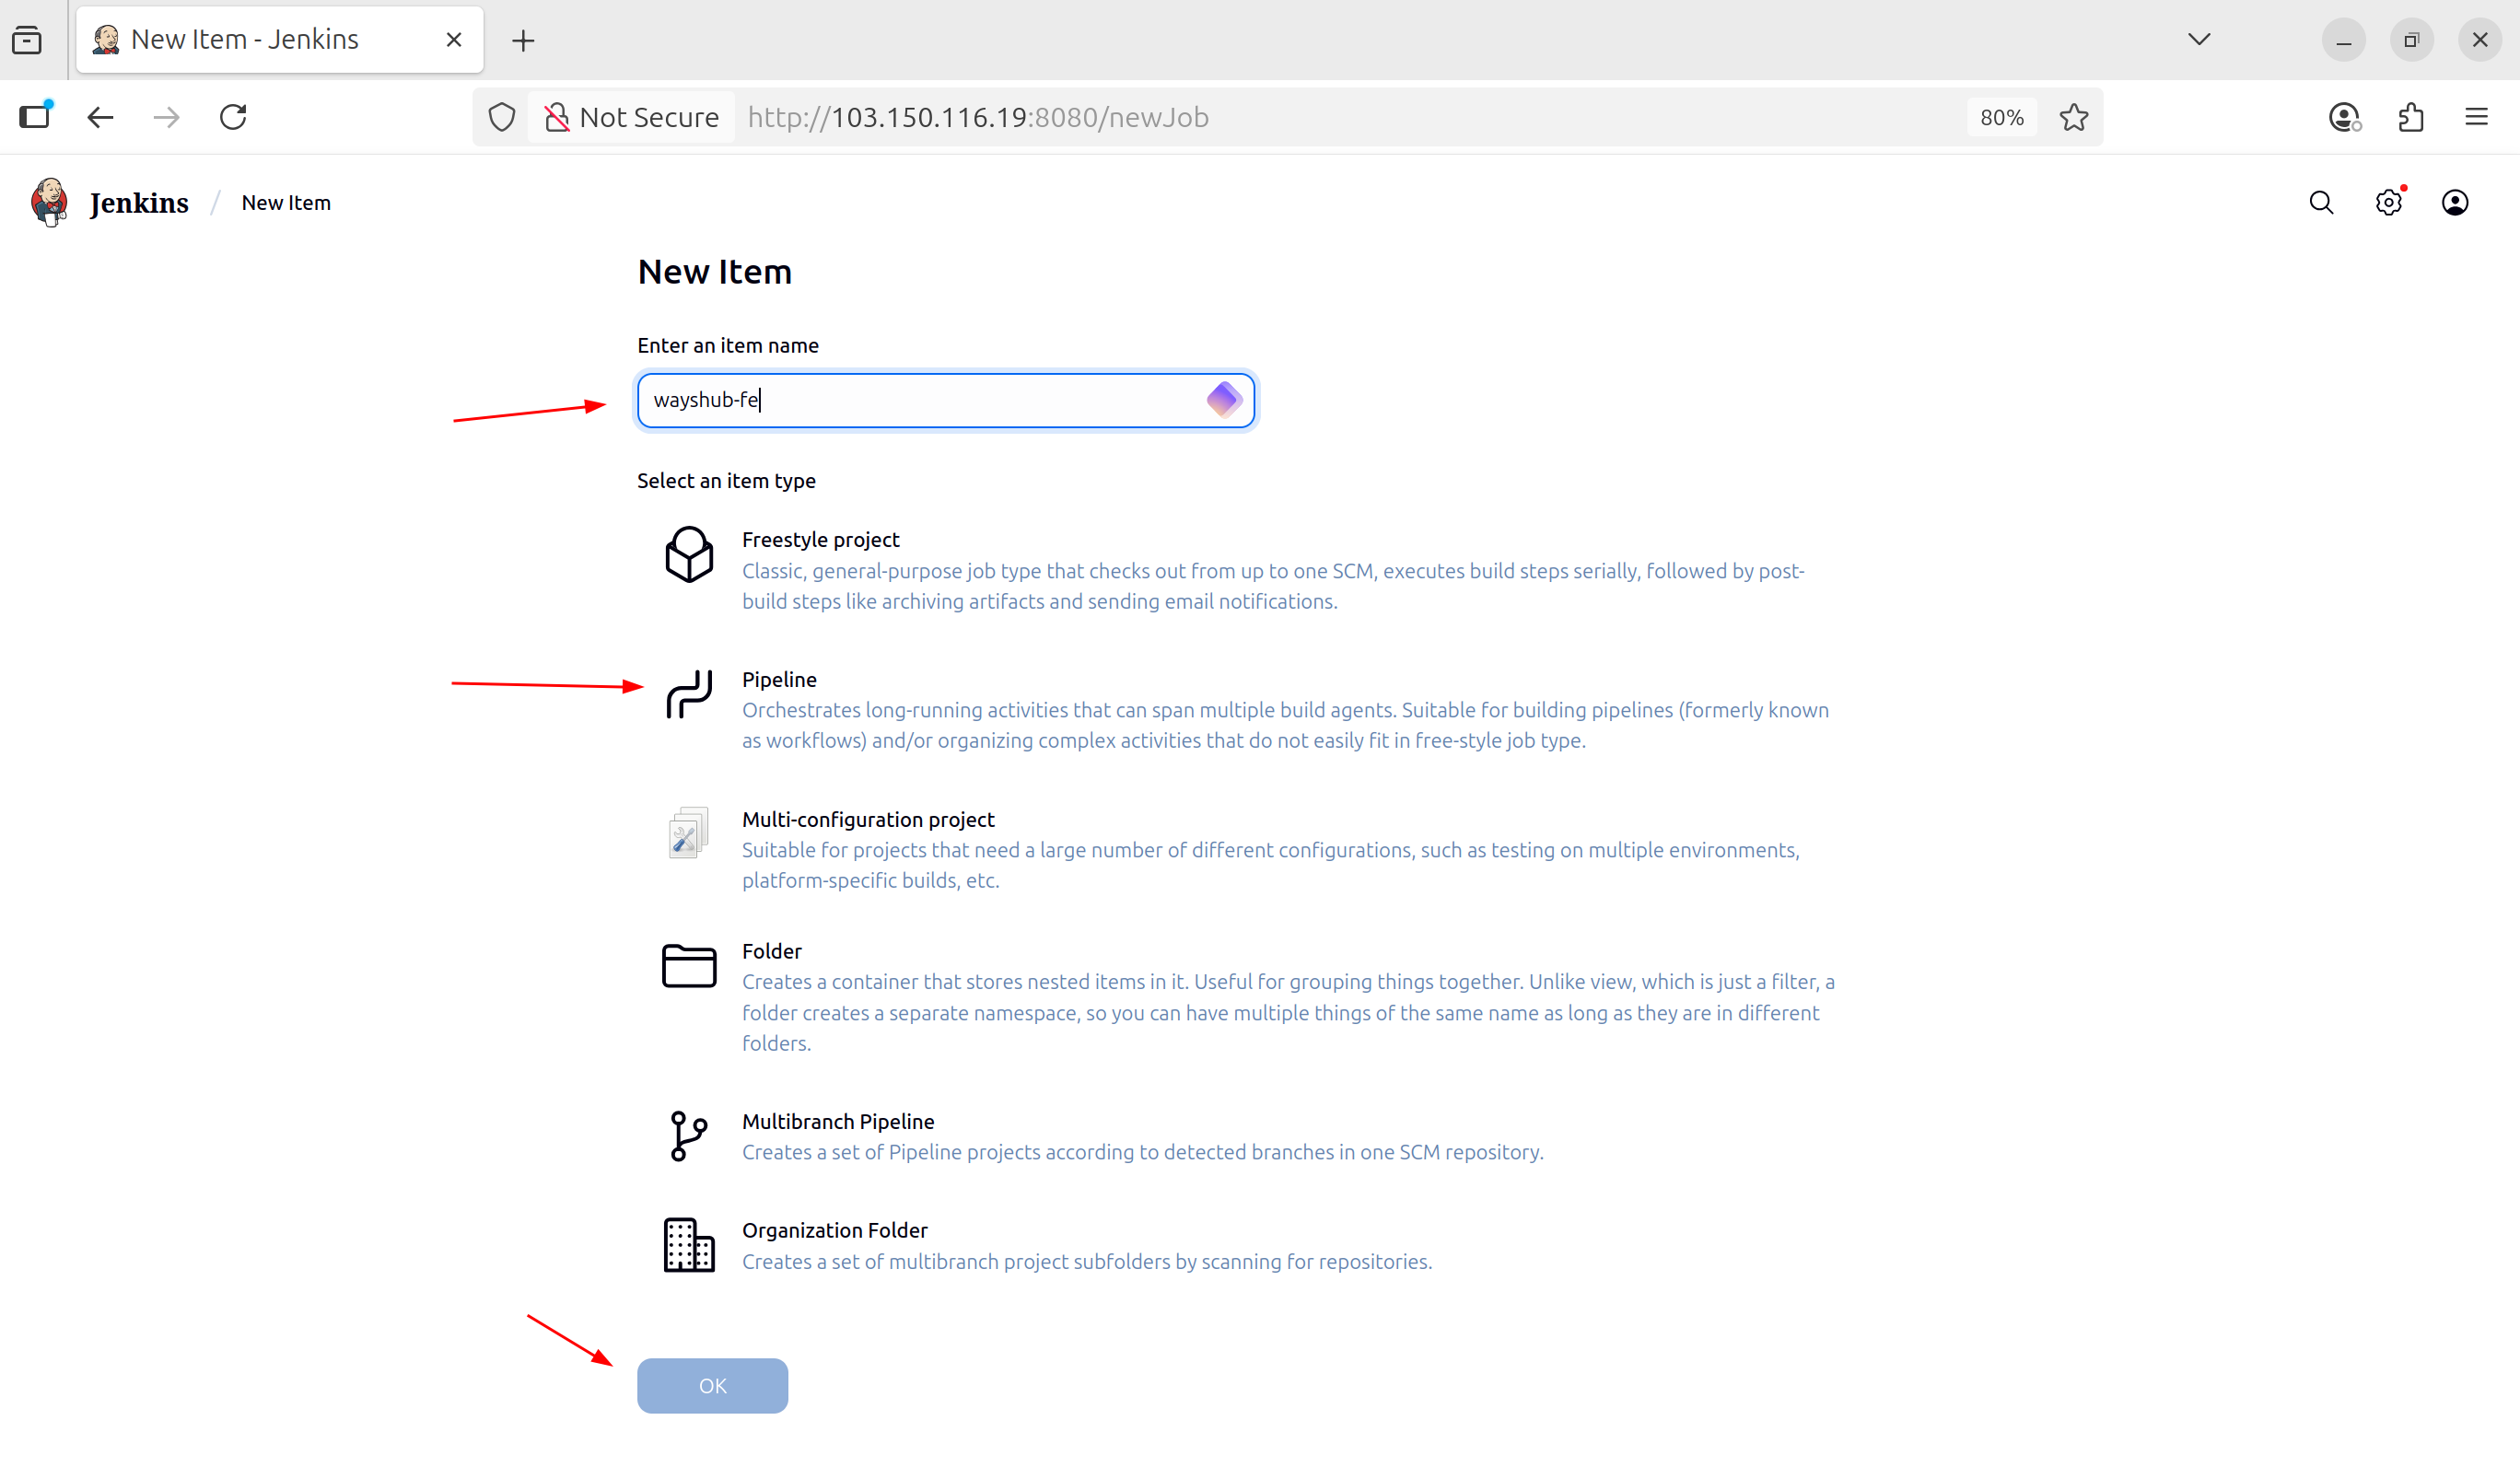 New Item - Jenkins
Not Secure http://103.150.116.19:8080/newJob 80%
Jenkins / New Item
New Item
Enter an item name
wayshub-fe
Select an item type
Freestyle project
Classic, general-purpose job type that checks out from up to one SCM, executes build steps serially, followed by post-
build steps like archiving artifacts and sending email notifications.
Pipeline
Orchestrates long-running activities that can span multiple build agents. Suitable for building pipelines (formerly known
as workflows) and/or organizing complex activities that do not easily fit in free-style job type.
Multi-configuration project
Suitable for projects that need a large number of different configurations, such as testing on multiple environments,
platform-specific builds, etc.
Folder
Creates a container that stores nested items in it. Useful for grouping things together. Unlike view, which is just a filter, a
folder creates a separate namespace, so you can have multiple things of the same name as long as they are in different
folders.
Multibranch Pipeline
Creates a set of Pipeline projects according to detected branches in one SCM repository.
Organization Folder
Creates a set of multibranch project subfolders by scanning for repositories.
OK